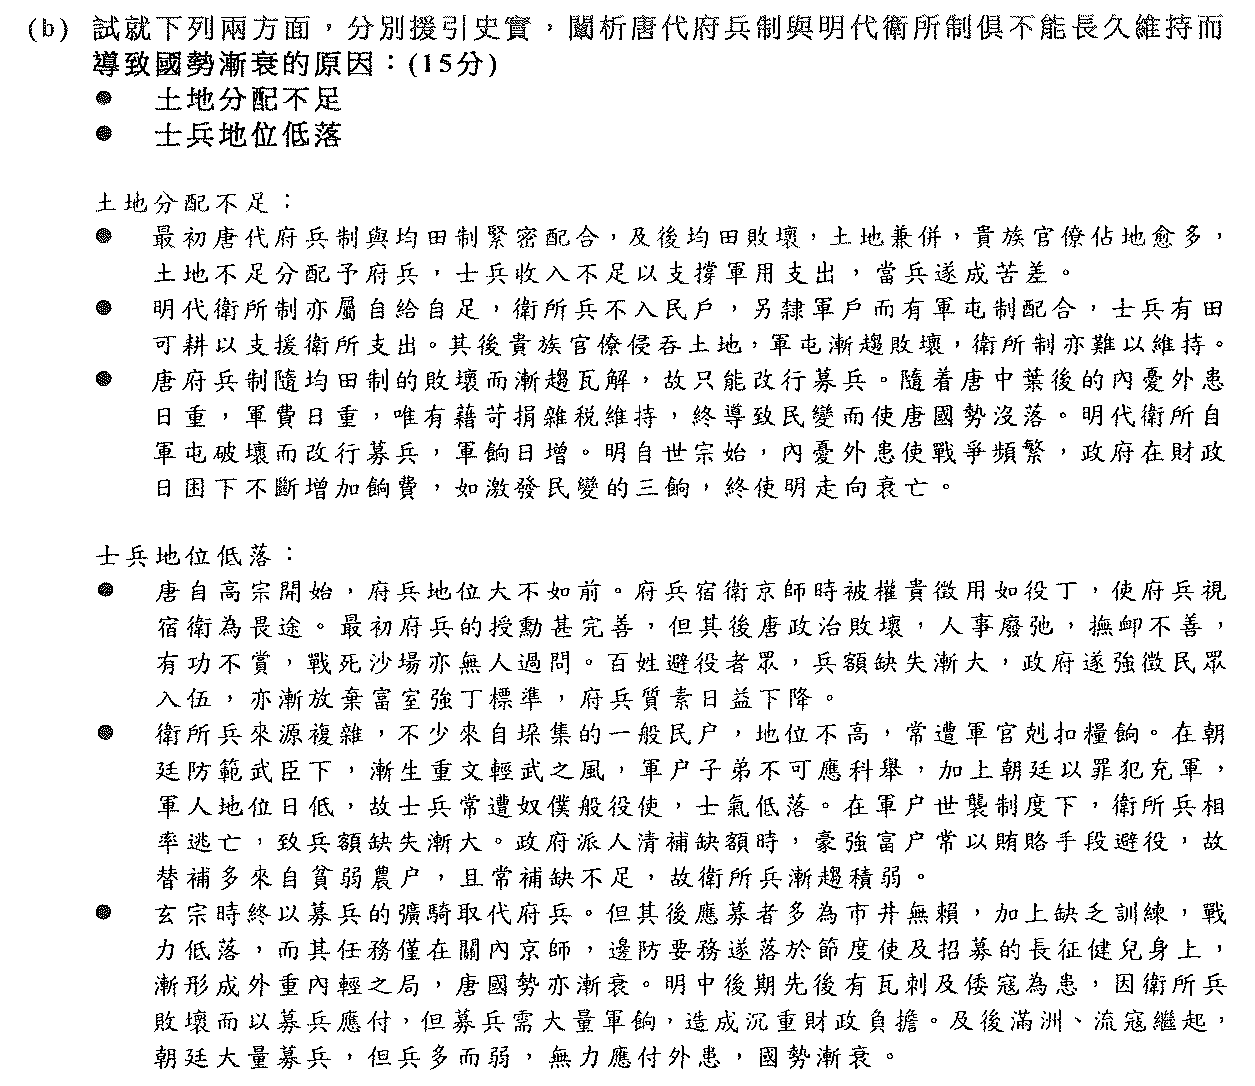 (b) 試就下列兩方面，分別援引史實，闡析唐代府兵制與明代衞所制俱不能長久維持而
導致國勢漸衰的原因：(15分)
● 土地分配不足
● 士兵地位低落
土地分配不足：
● 最初唐代府兵制與均田制緊密配合，及後均田敗壞，土地兼併，貴族官僚佔地愈多，
土地不足分配予府兵，士兵收入不足以支撐軍用支出，當兵遂成苦差。
● 明代衞所制亦屬自給自足，衞所兵不入民戶，另隸軍戶而有軍屯制配合，士兵有田
可耕以支援衞所支出。其後貴族官僚侵吞土地，軍屯漸趨敗壞，衞所制亦難以維持。
● 唐府兵制隨均田制的敗壞而漸趨瓦解，故只能改行募兵。隨着唐中葉後的內憂外患
日重，軍費日重，唯有藉苛捐雜稅維持，終導致民變而使唐國勢沒落。明代衞所自
軍屯破壞而改行募兵，軍餉日增。明自世宗始，內憂外患使戰爭頻繁，政府在財政
日困下不斷增加餉費，如激發民變的三餉，終使明走向衰亡。
士兵地位低落：
● 唐自高宗開始，府兵地位大不如前。府兵宿衞京師時被權貴徵用如役丁，使府兵視
宿衞為畏途。最初府兵的授勳甚完善，但其後唐政治敗壞，人事廢弛，撫卹不善，
有功不賞，戰死沙場亦無人過問。百姓避役者眾，兵額缺失漸大，政府遂強徵民眾
入伍，亦漸放棄富室強丁標準，府兵質素日益下降。
● 衞所兵來源複雜，不少來自垛集的一般民戶，地位不高，常遭軍官剋扣糧餉。在朝
廷防範武臣下，漸生重文輕武之風，軍戶子弟不可應科舉，加上朝廷以罪犯充軍，
軍人地位日低，故士兵常遭奴僕般役使，士氣低落。在軍戶世襲制度下，衞所兵相
率逃亡，致兵額缺失漸大。政府派人清補缺額時，豪強富戶常以賄賂手段避役，故
替補多來自貧弱農戶，且常補缺不足，故衞所兵漸趨積弱。
● 玄宗時終以募兵的彍騎取代府兵。但其後應募者多為市井無賴，加上缺乏訓練，戰
力低落，而其任務僅在關內京師，邊防要務遂落於節度使及招募的長征健兒身上，
漸形成外重內輕之局，唐國勢亦漸衰。明中後期先後有瓦剌及倭寇為患，因衞所兵
敗壞而以募兵應付，但募兵需大量軍餉，造成沉重財政負擔。及後滿洲、流寇繼起，
朝廷大量募兵，但兵多而弱，無力應付外患，國勢漸衰。